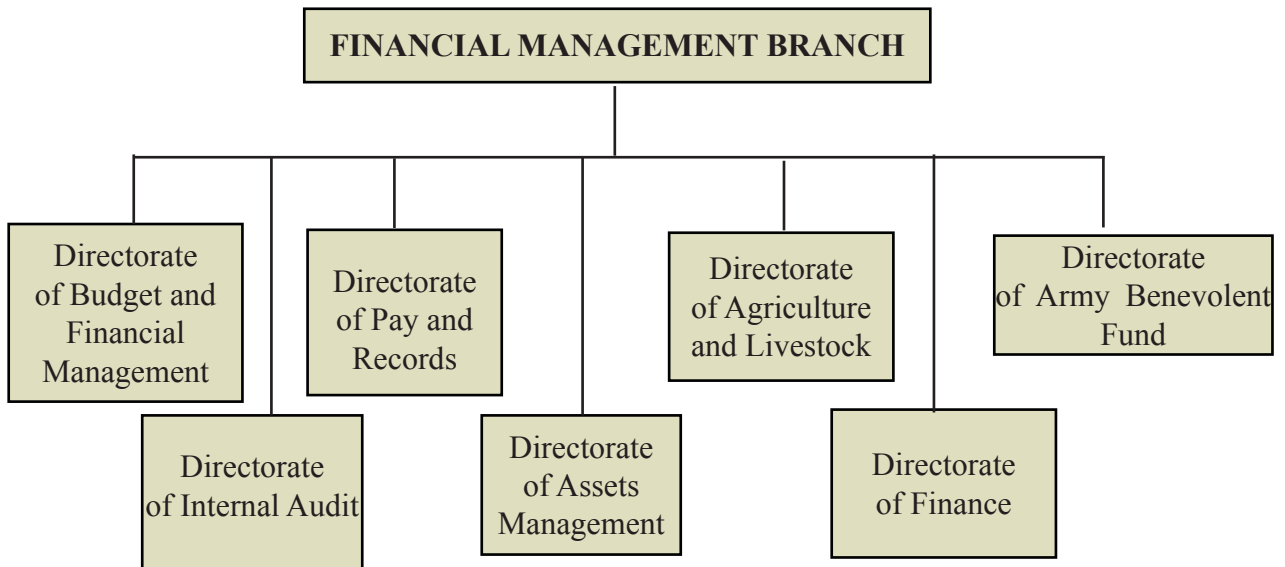 FINANCIAL MANAGEMENT BRANCH
Directorate
of Budget and
Financial
Management
Directorate
of Internal Audit
Directorate
of Pay and
Records
Directorate
of Assets
Management
Directorate
of Agriculture
and Livestock
Directorate
of Finance
Directorate
of Army Benevolent
Fund